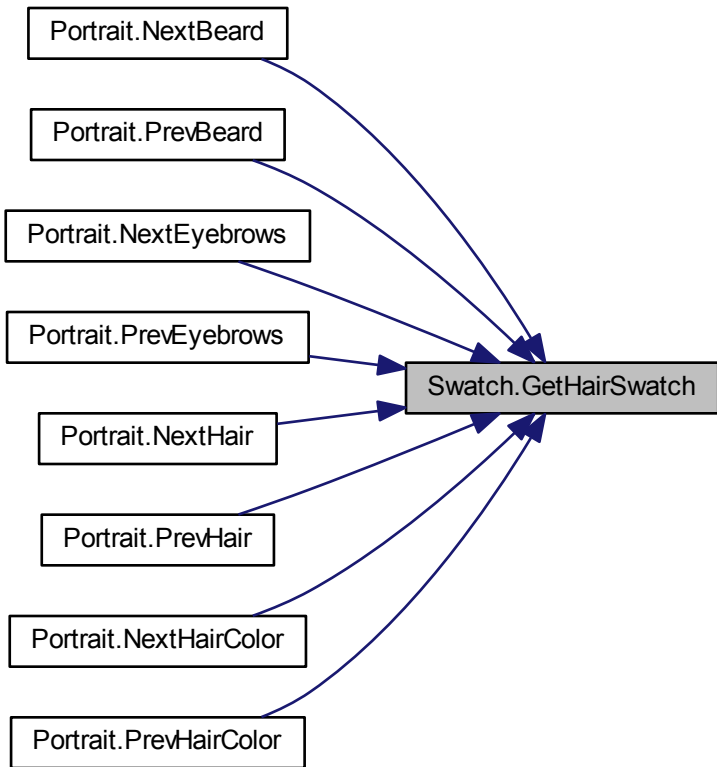 Portrait.NextBeard
Portrait.PrevBeard
Portrait.NextEyebrows
Portrait.PrevEyebrows
Swatch.GetHairSwatch
Portrait.NextHair
Portrait.PrevHair
Portrait.NextHairColor
Portrait.PrevHairColor